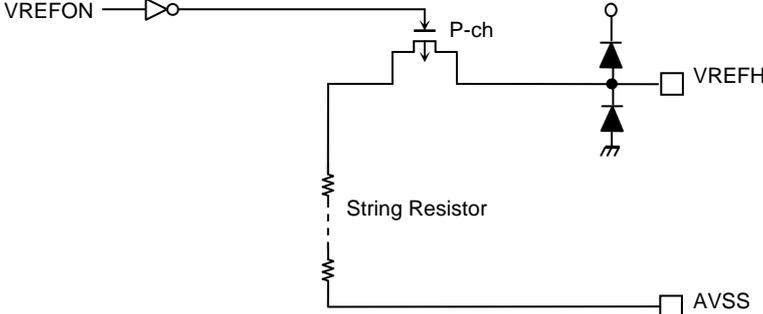 VREFON
P-ch
VREFH
String Resistor
AVSS